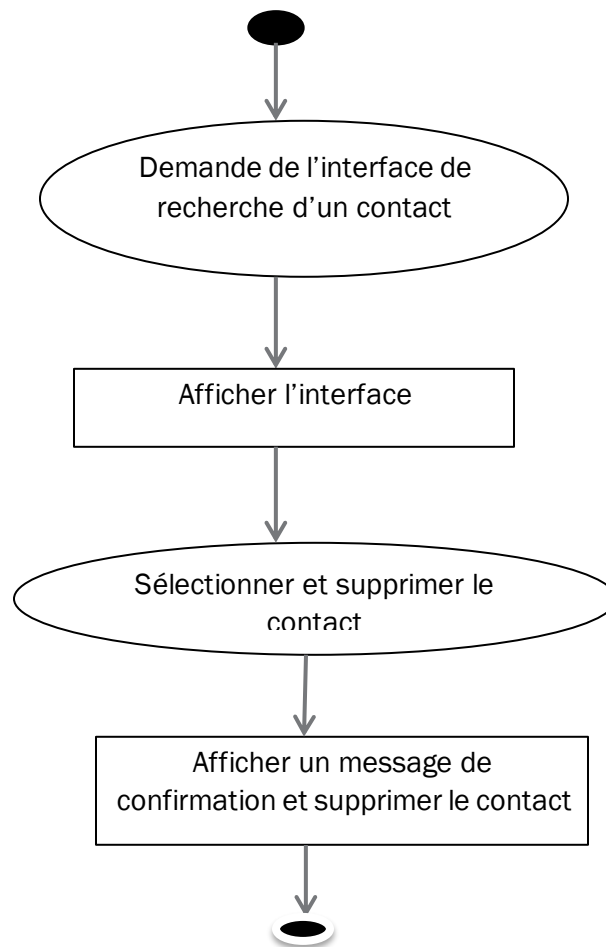 Demande de l’interface de
recherche d’un contact
Afficher l’interface
Sélectionner et supprimer le
contact
Afficher un message de
confirmation et supprimer le contact